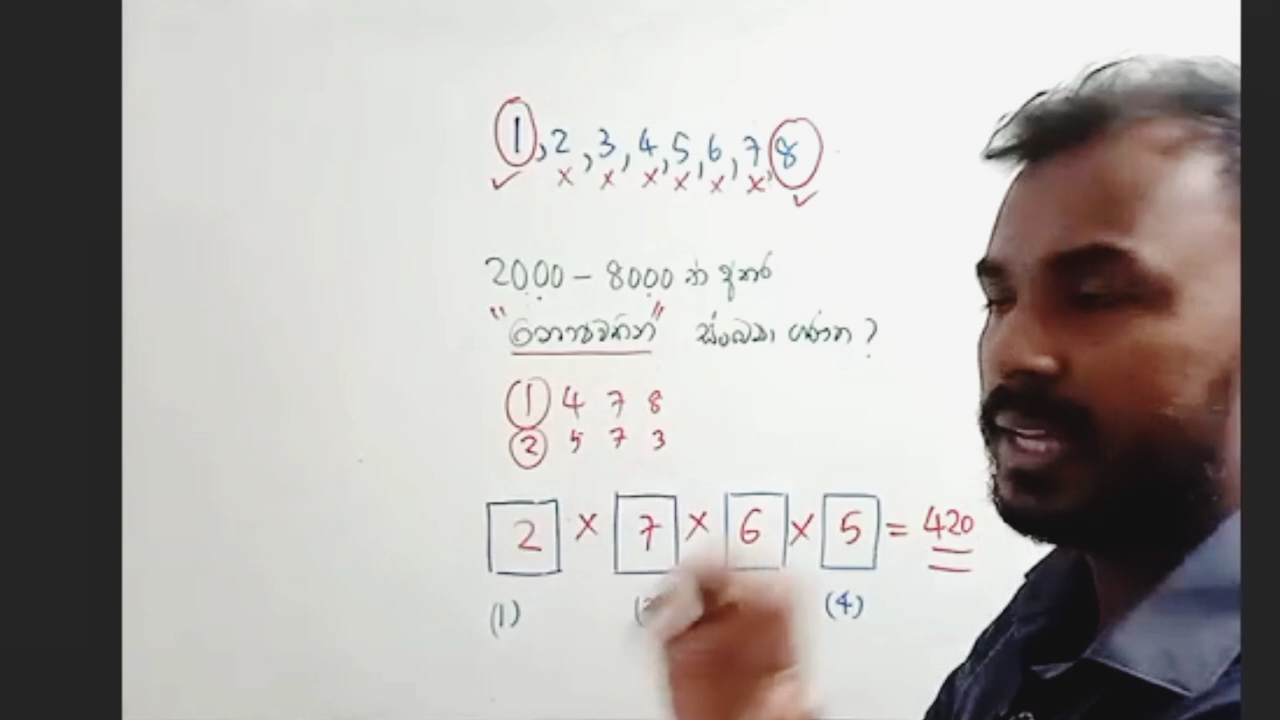 1, 2, 3, 4, 5, 6, 7, 8
✓ x x x x x x ✓
2000 – 8000 ත් අතර
"නොපවතින" සංඛ්‍යා ගණන ?
1 4 7 8
2 5 7 3
2 × 7 × 6 × 5 = 420
(1) (4)